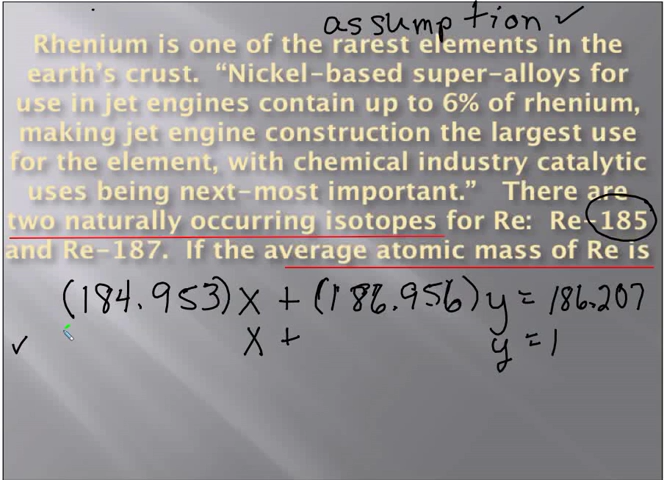 assumption ✓
Rhenium is one of the rarest elements in the
earth's crust. "Nickel-based super-alloys for
use in jet engines contain up to 6% of rhenium,
making jet engine construction the largest use
for the element, with chemical industry catalytic
uses being next-most important." There are
two naturally occurring isotopes for Re: Re-185
and Re-187. If the average atomic mass of Re is
(184.953)x + (186.956)y = 186.207
✓ x + y = 1